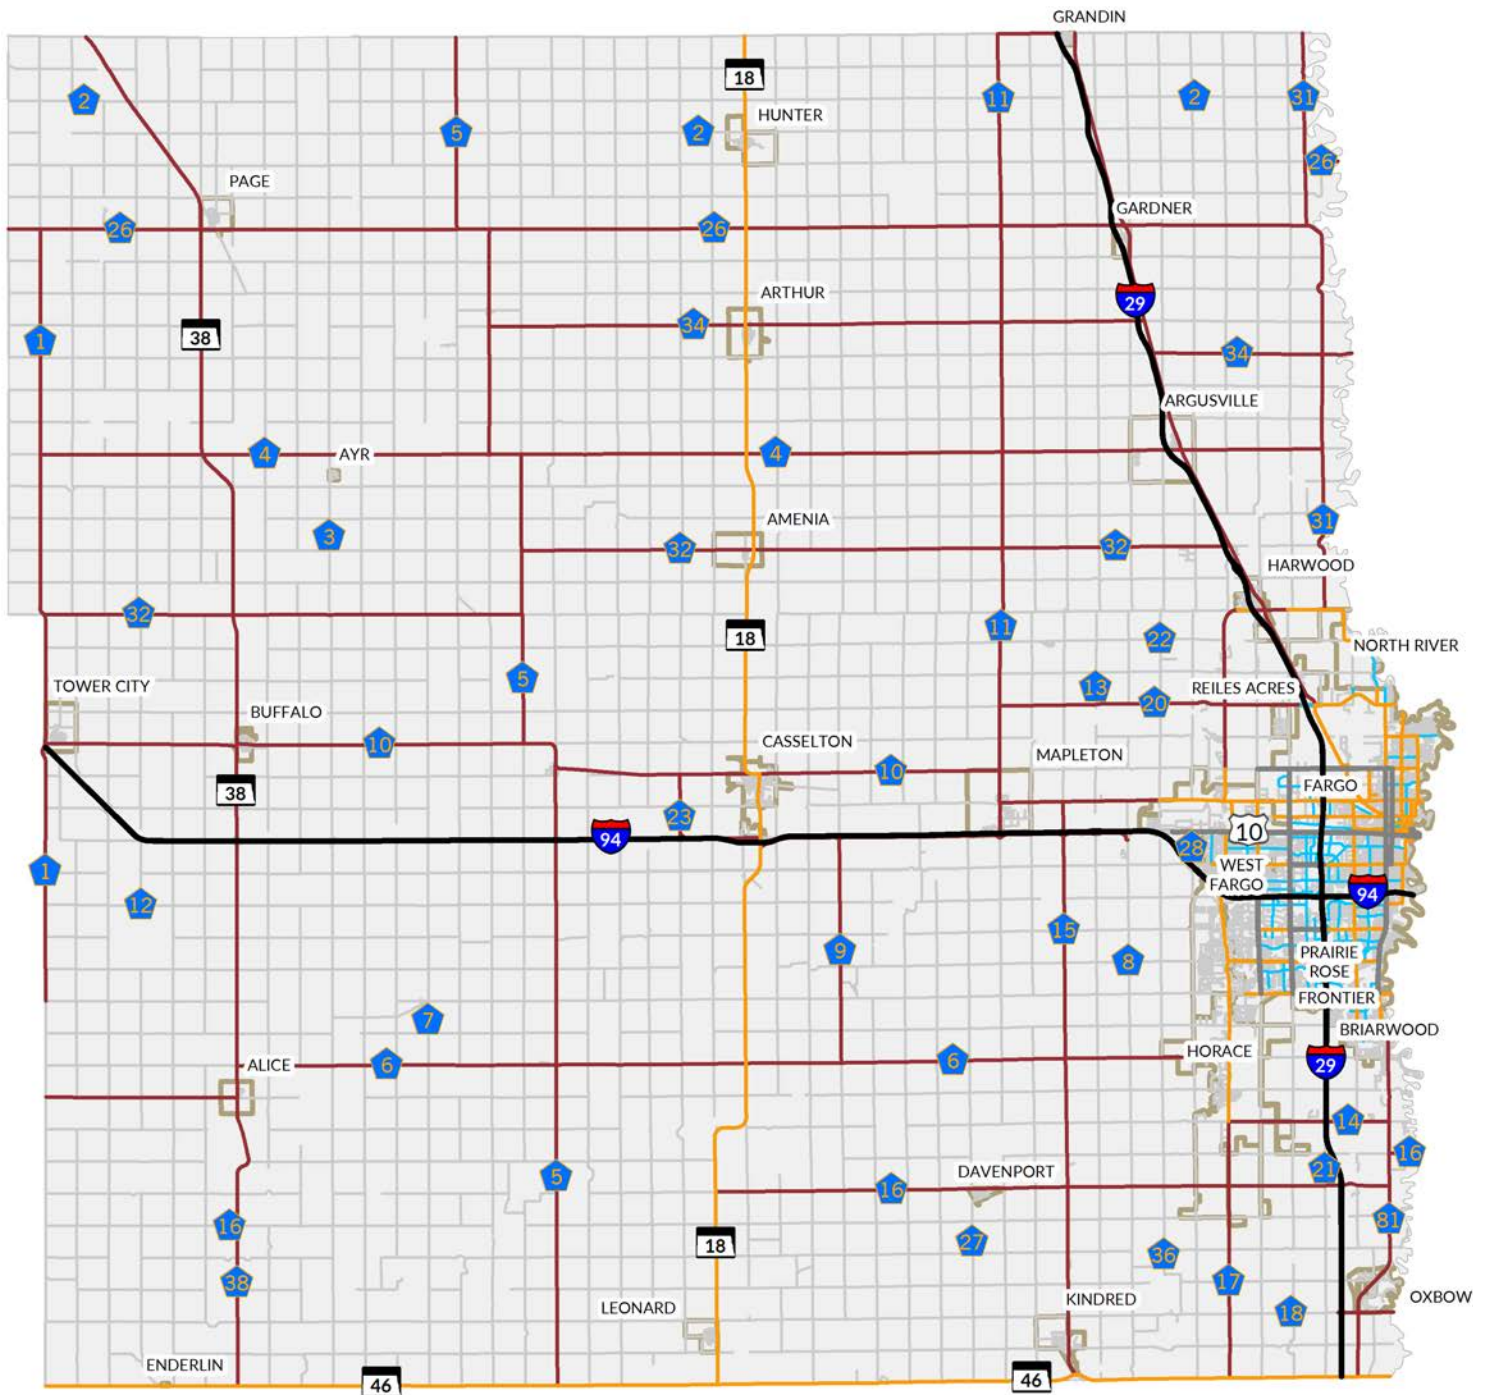 GRANDIN
18
2
11
2
31
5
2
HUNTER
26
PAGE
GARDNER
26
26
ARTHUR
29
34
1
38
34
ARGUSVILLE
4
AYR
4
AMENIA
31
3
32
32
HARWOOD
32
18
11
22
NORTH RIVER
5
13
REILES ACRES
20
TOWER CITY
BUFFALO
10
CASSELTON
10
MAPLETON
38
FARGO
23
94
10
28
WEST
FARGO
1
94
12
15
9
8
PRAIRIE
ROSE
FRONTIER
7
BRIARWOOD
ALICE
6
6
HORACE
29
14
16
5
DAVENPORT
21
16
16
81
18
27
36
38
17
OXBOW
LEONARD
KINDRED
18
ENDERLIN
46
46